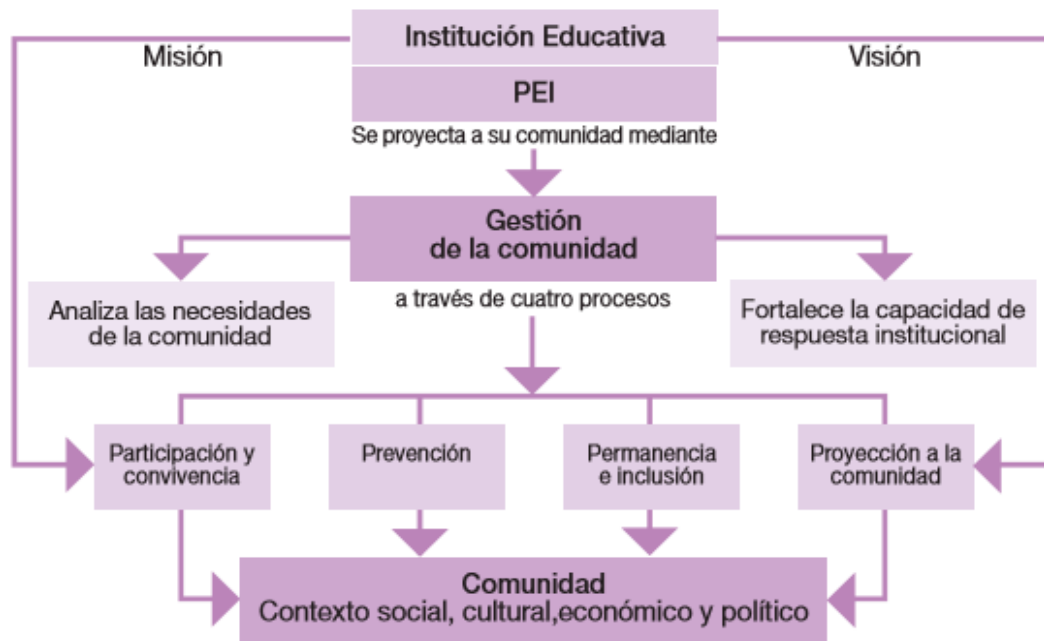 Institución Educativa
Misión
Visión
PEI
Se proyecta a su comunidad mediante
Gestión
de la comunidad
Analiza las necesidades
de la comunidad
a través de cuatro procesos
Fortalece la capacidad de
respuesta institucional
Participación y
convivencia
Prevención
Permanencia
e inclusión
Proyección a la
comunidad
Comunidad
Contexto social, cultural,económico y político